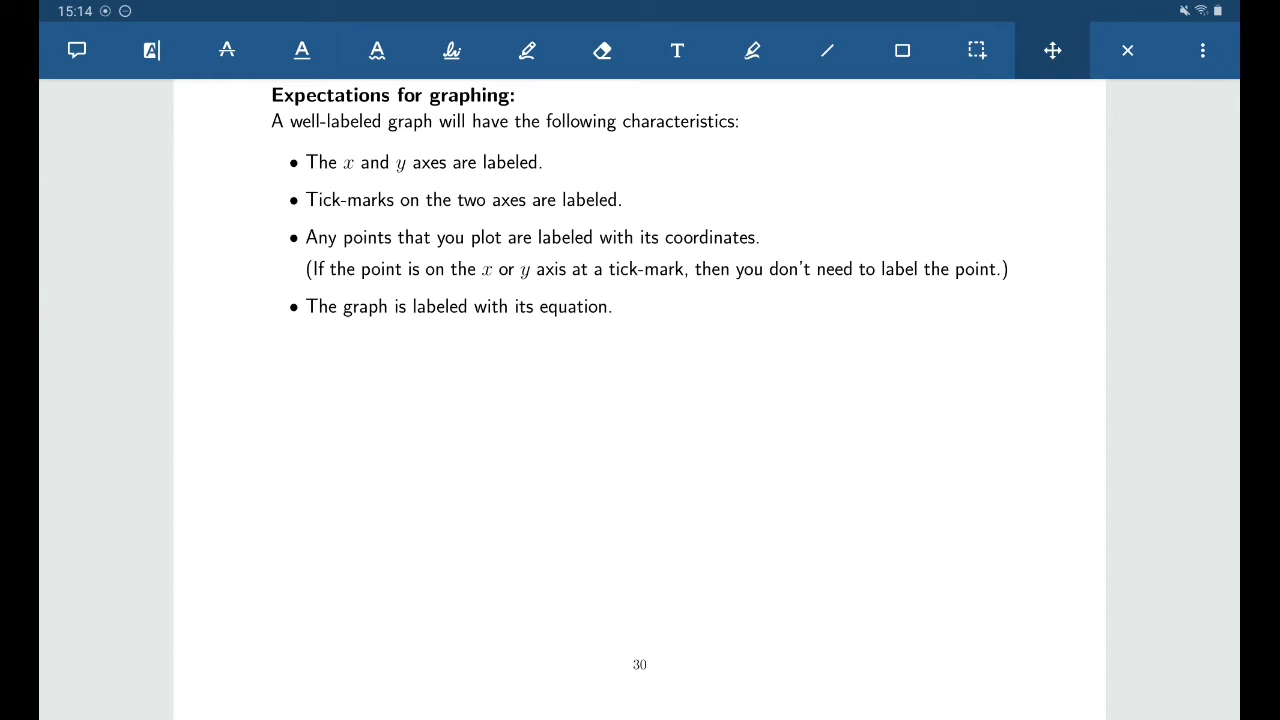 15:14
Expectations for graphing:
A well-labeled graph will have the following characteristics:
• The x and y axes are labeled.
• Tick-marks on the two axes are labeled.
• Any points that you plot are labeled with its coordinates.
(If the point is on the x or y axis at a tick-mark, then you don't need to label the point.)
• The graph is labeled with its equation.
30